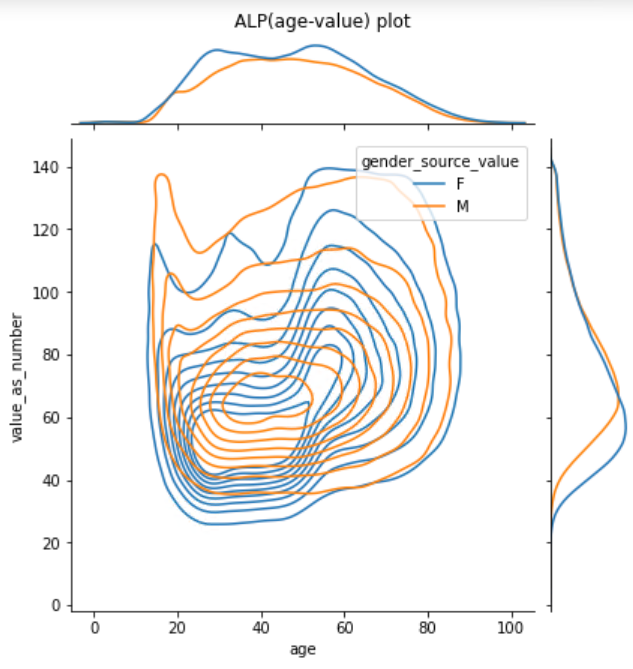 ALP(age-value) plot
gender_source_value
F
M
140
120
100
80
60
40
20
0
value_as_number
0 20 40 60 80 100
age